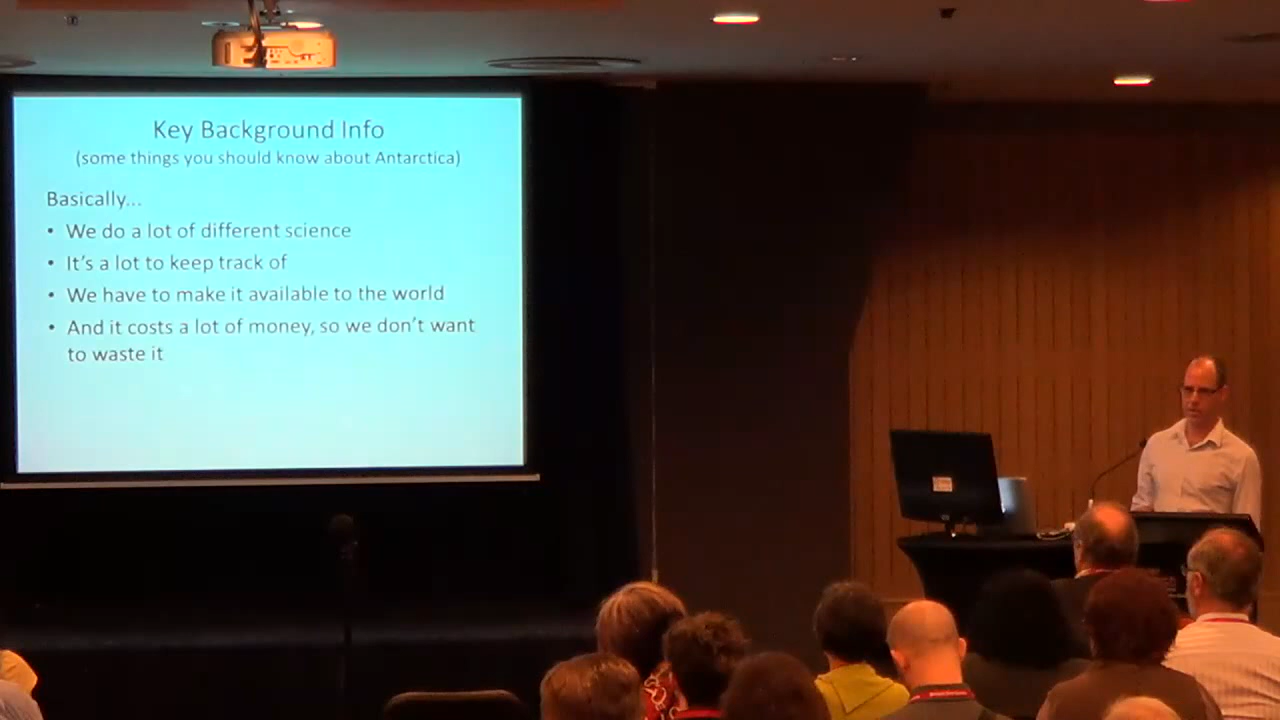 Key Background Info
(some things you should know about Antarctica)
Basically...
• We do a lot of different science
• It's a lot to keep track of
• We have to make it available to the world
• And it costs a lot of money, so we don't want
to waste it